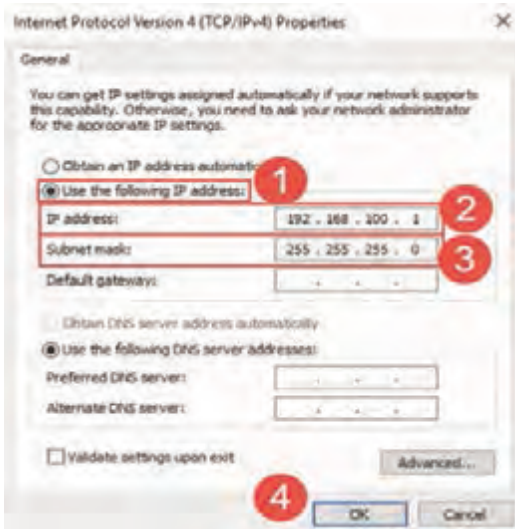 Internet Protocol Version 4 (TCP/IPv4) Properties
General
You can get IP settings assigned automatically if your network supports
this capability. Otherwise, you need to ask your network administrator
for the appropriate IP settings.
Obtain an IP address automatic
1
Use the following IP address:
2
IP address: 192 . 168 . 100 . 1
Subnet mask: 255 . 255 . 255 . 0
3
Default gateway: . . .
Obtain DNS server address automatically
Use the following DNS server addresses:
Preferred DNS server: . . .
Alternate DNS server: . . .
Validate settings upon exit
Advanced...
4
OK Cancel